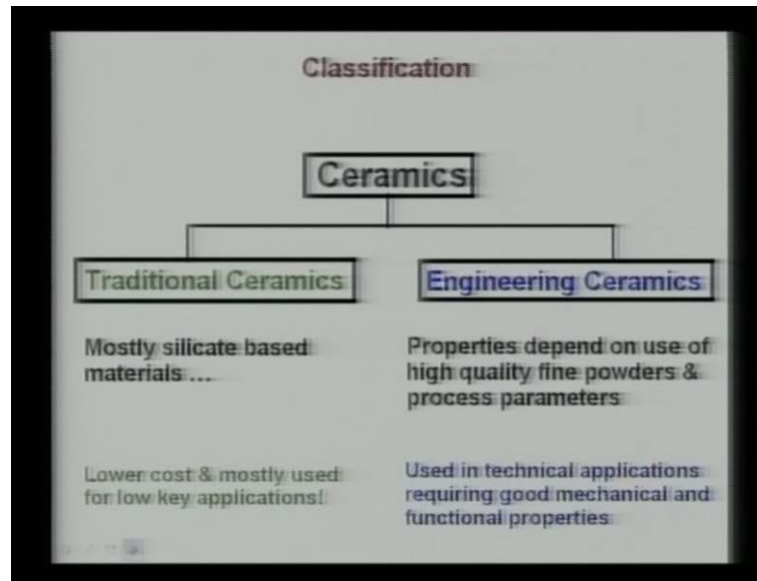 Classification
Ceramics
Traditional Ceramics
Engineering Ceramics
Mostly silicate based
materials ...
Properties depend on use of
high quality fine powders &
process parameters
Lower cost & mostly used
for low key applications!
Used in technical applications
requiring good mechanical and
functional properties